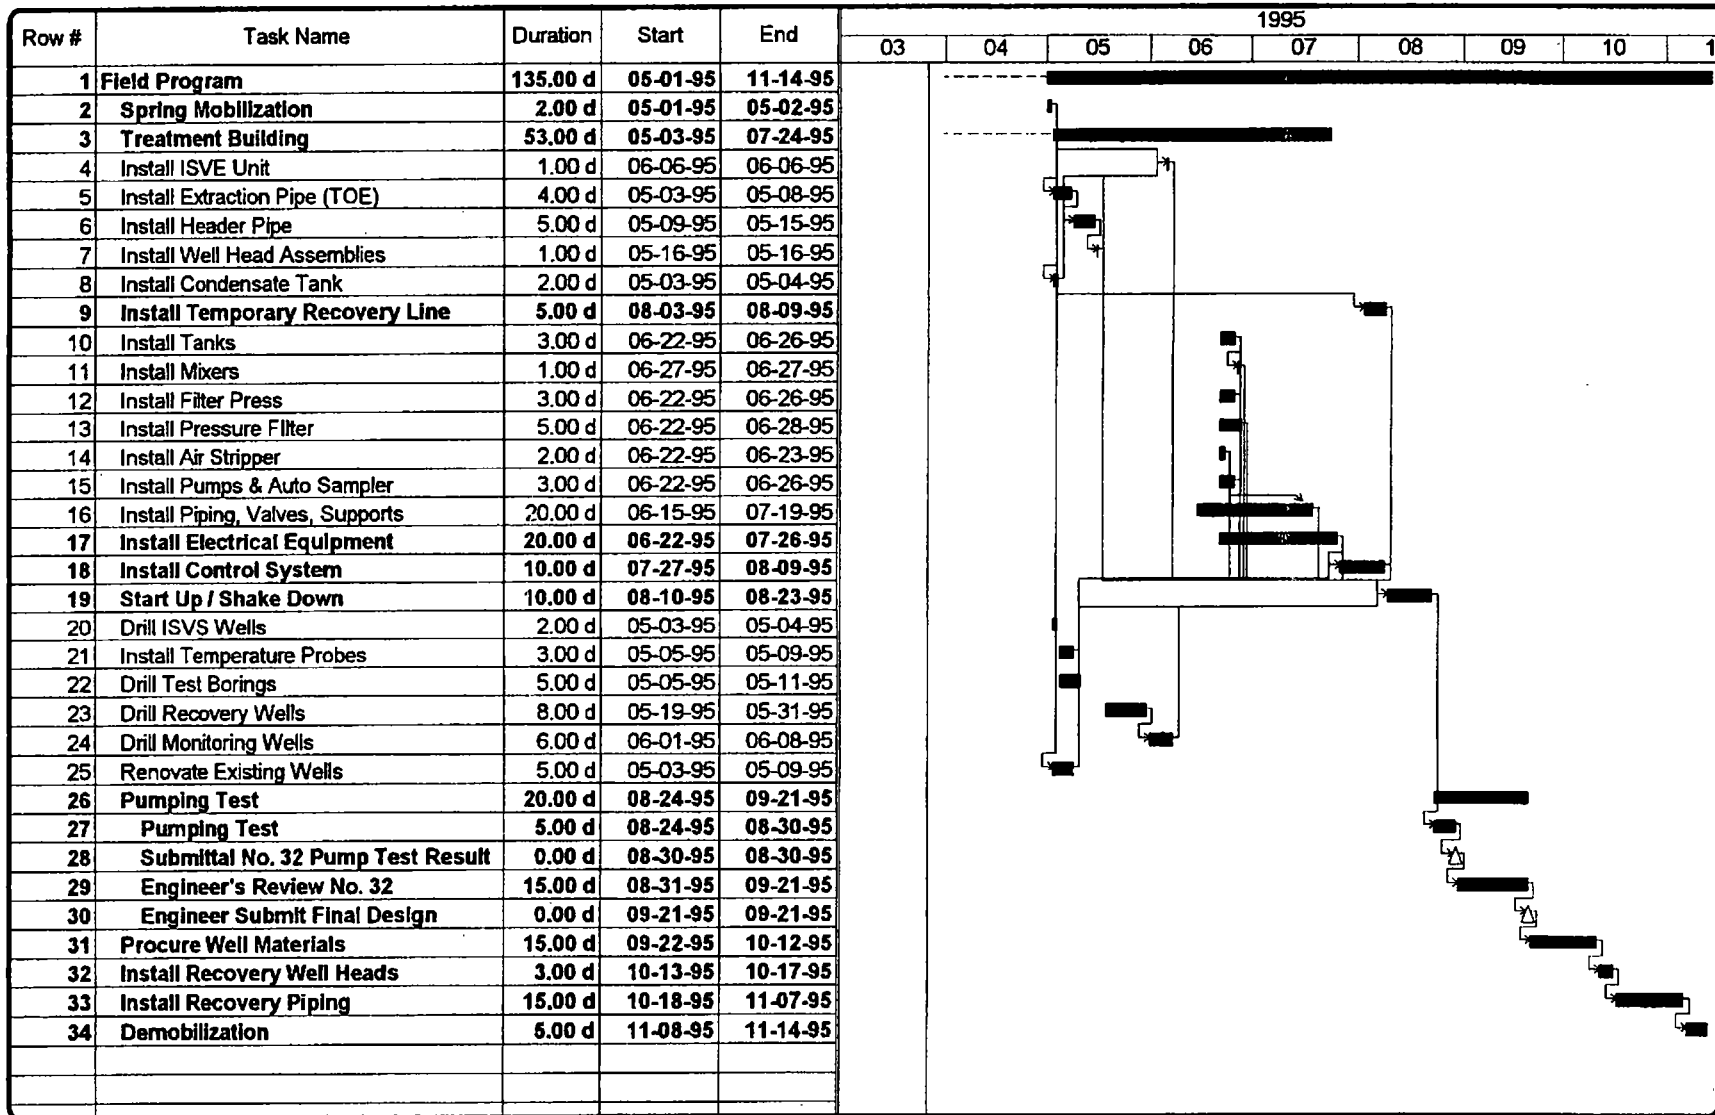 1995
Row # Task Name Duration Start End 03 04 05 06 07 08 09 10 1
1 Field Program 135.00 d 05-01-95 11-14-95
2 Spring Mobilization 2.00 d 05-01-95 05-02-95
3 Treatment Building 53.00 d 05-03-95 07-24-95
4 Install ISVE Unit 1.00 d 06-06-95 06-06-95
5 Install Extraction Pipe (TOE) 4.00 d 05-03-95 05-08-95
6 Install Header Pipe 5.00 d 05-09-95 05-15-95
7 Install Well Head Assemblies 1.00 d 05-16-95 05-16-95
8 Install Condensate Tank 2.00 d 05-03-95 05-04-95
9 Install Temporary Recovery Line 5.00 d 08-03-95 08-09-95
10 Install Tanks 3.00 d 06-22-95 06-26-95
11 Install Mixers 1.00 d 06-27-95 06-27-95
12 Install Filter Press 3.00 d 06-22-95 06-26-95
13 Install Pressure Filter 5.00 d 06-22-95 06-28-95
14 Install Air Stripper 2.00 d 06-22-95 06-23-95
15 Install Pumps & Auto Sampler 3.00 d 06-22-95 06-26-95
16 Install Piping, Valves, Supports 20.00 d 06-15-95 07-19-95
17 Install Electrical Equipment 20.00 d 06-22-95 07-26-95
18 Install Control System 10.00 d 07-27-95 08-09-95
19 Start Up / Shake Down 10.00 d 08-10-95 08-23-95
20 Drill ISVS Wells 2.00 d 05-03-95 05-04-95
21 Install Temperature Probes 3.00 d 05-05-95 05-09-95
22 Drill Test Borings 5.00 d 05-05-95 05-11-95
23 Drill Recovery Wells 8.00 d 05-19-95 05-31-95
24 Drill Monitoring Wells 6.00 d 06-01-95 06-08-95
25 Renovate Existing Wells 5.00 d 05-03-95 05-09-95
26 Pumping Test 20.00 d 08-24-95 09-21-95
27 Pumping Test 5.00 d 08-24-95 08-30-95
28 Submittal No. 32 Pump Test Result 0.00 d 08-30-95 08-30-95
29 Engineer's Review No. 32 15.00 d 08-31-95 09-21-95
30 Engineer Submit Final Design 0.00 d 09-21-95 09-21-95
31 Procure Well Materials 15.00 d 09-22-95 10-12-95
32 Install Recovery Well Heads 3.00 d 10-13-95 10-17-95
33 Install Recovery Piping 15.00 d 10-18-95 11-07-95
34 Demobilization 5.00 d 11-08-95 11-14-95